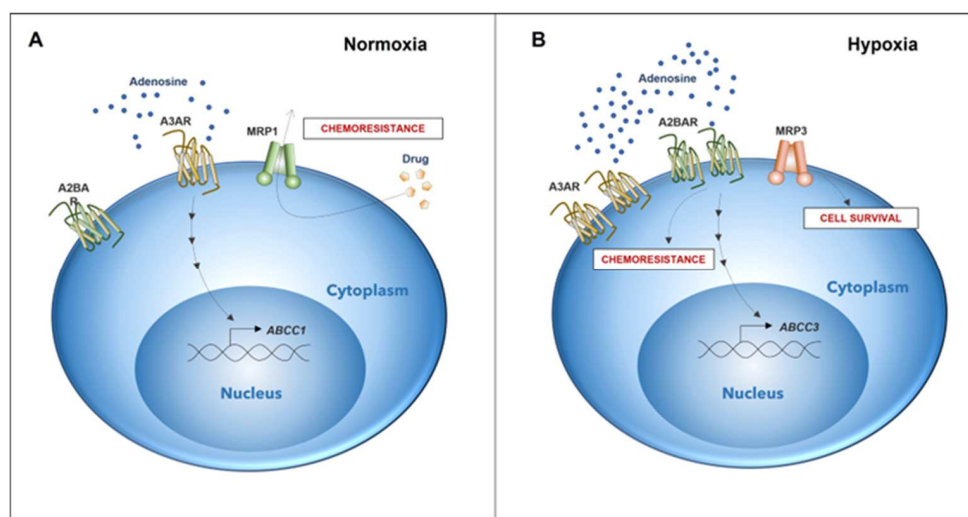 A
Normoxia
Adenosine
A3AR
MRP1
CHEMORESISTANCE
Drug
A2BA
R
Cytoplasm
ABCC1
Nucleus
B
Hypoxia
Adenosine
A2BAR
MRP3
A3AR
CELL SURVIVAL
CHEMORESISTANCE
Cytoplasm
ABCC3
Nucleus